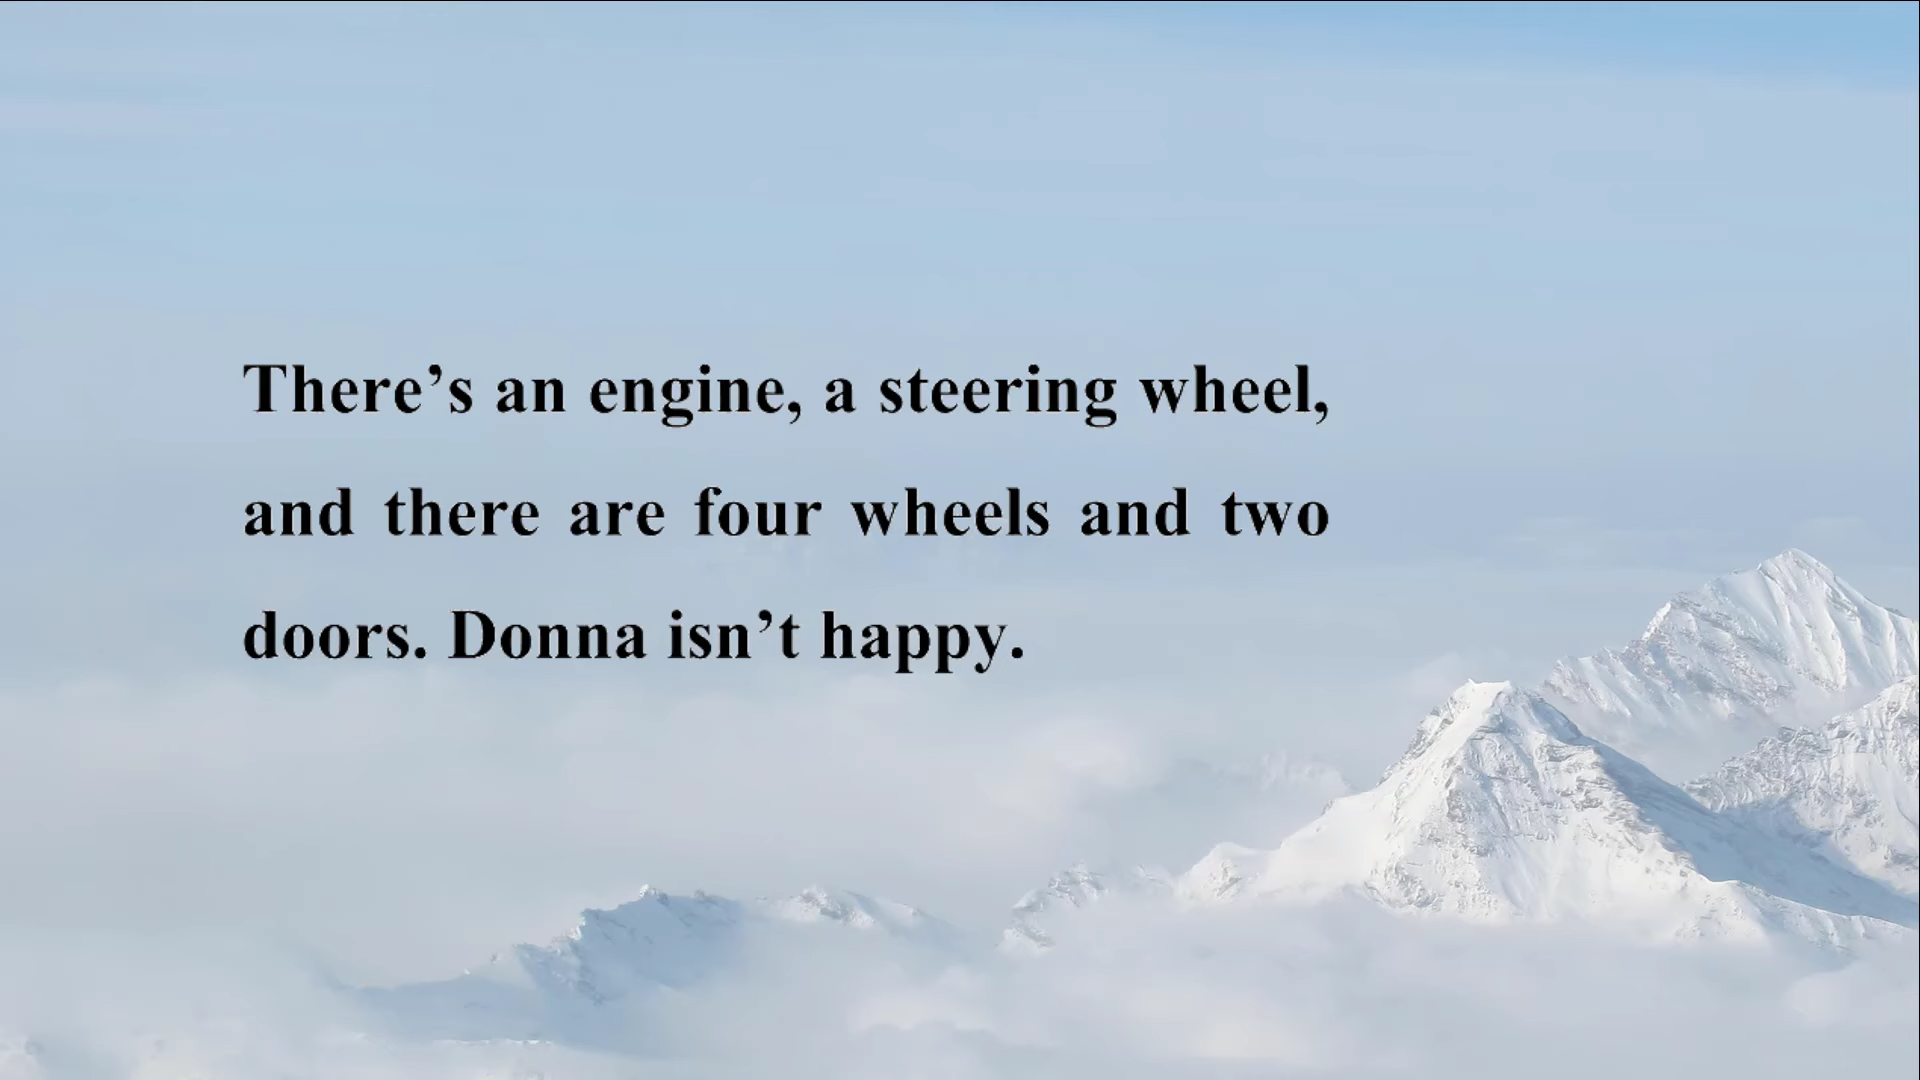 There’s an engine, a steering wheel,
and there are four wheels and two
doors. Donna isn’t happy.